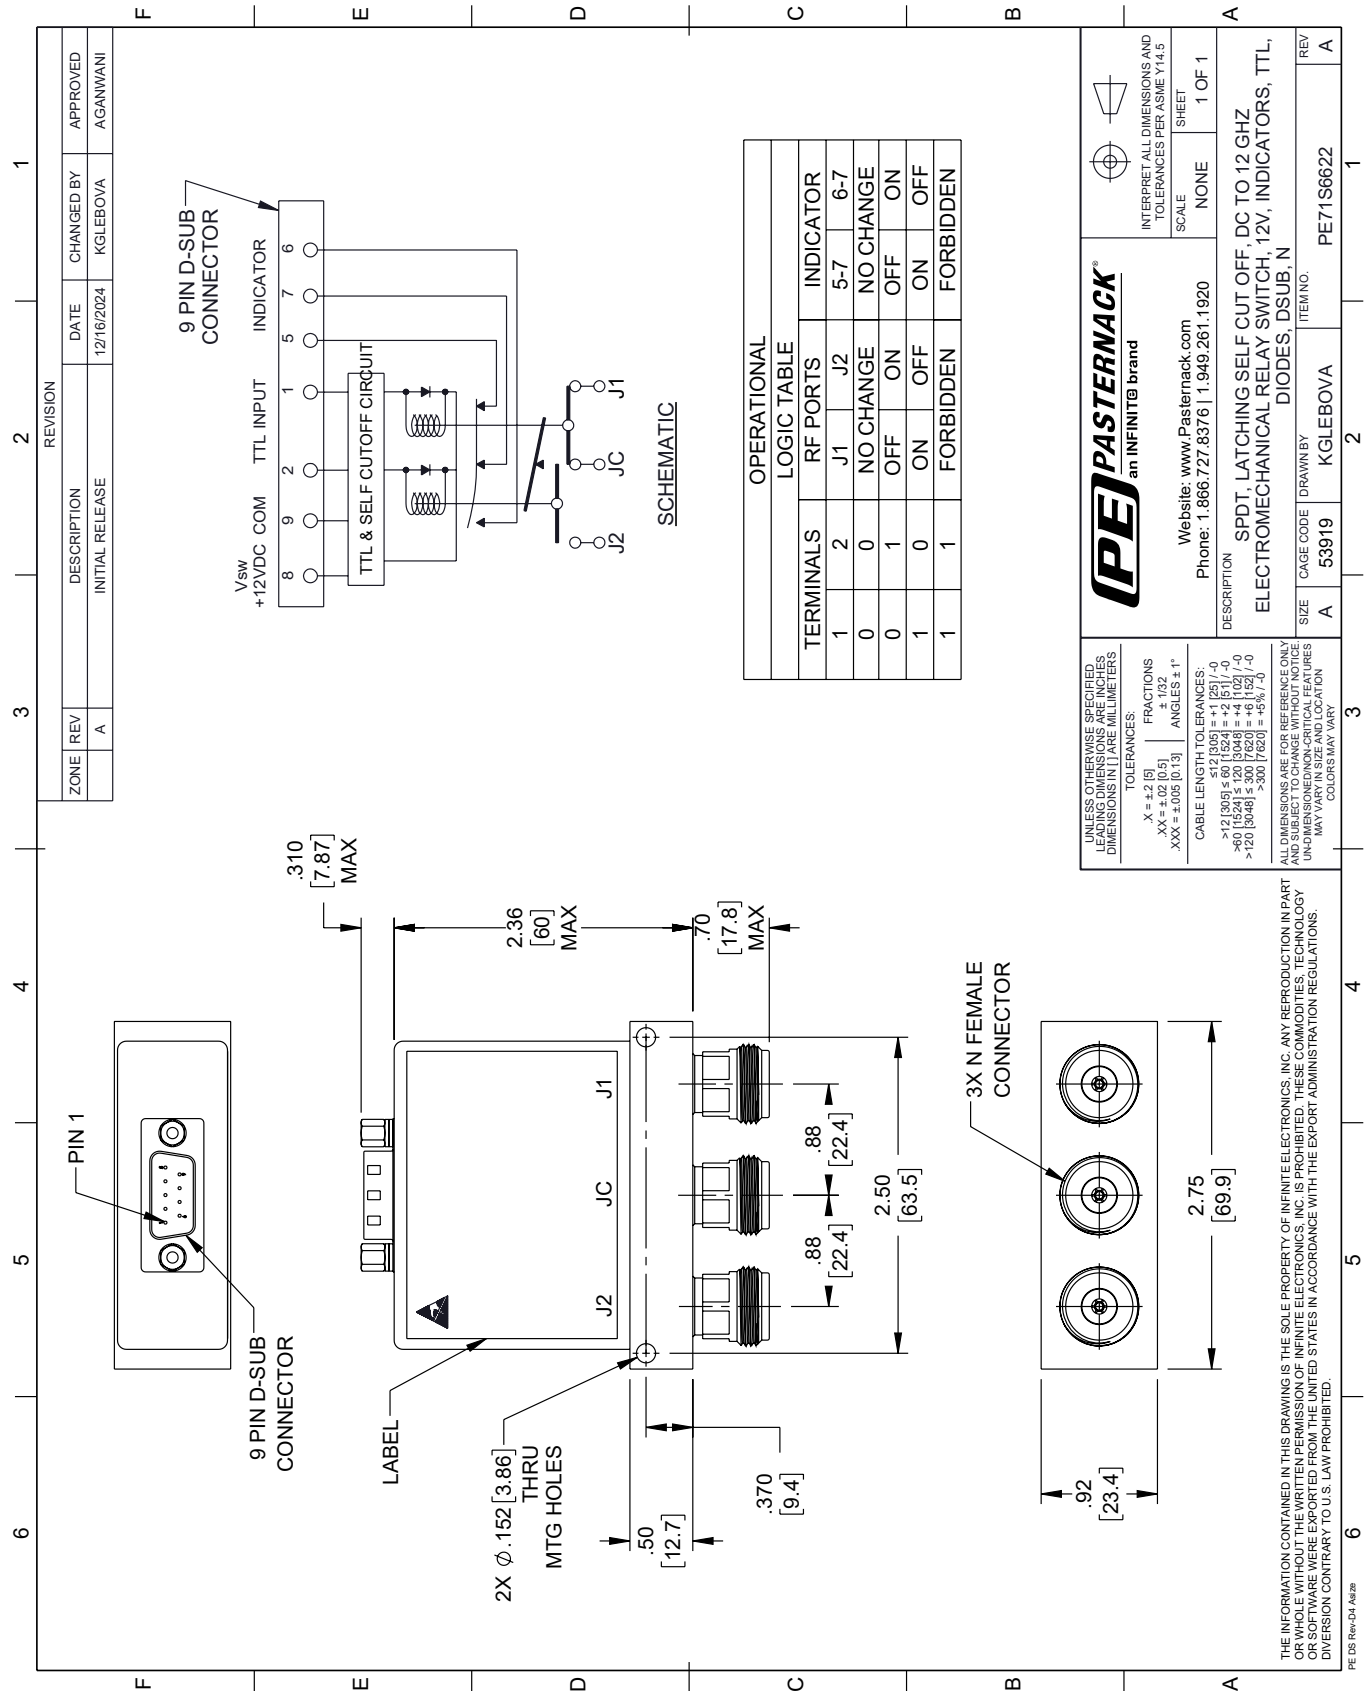 6
5
4
3
2
1
F
E
D
C
B
A
F
E
D
C
B
A
6
5
4
3
2
1
REVISION
ZONE REV DESCRIPTION DATE CHANGED BY APPROVED
A INITIAL RELEASE 12/16/2024 KGLEBOVA AGANWANI
PIN 1
9 PIN D-SUB
CONNECTOR
LABEL
2X Ø.152 [3.86]
THRU
MTG HOLES
J2
JC
J1
.310
[7.87]
MAX
2.36
[60]
MAX
.70
[17.8]
MAX
.50
[12.7]
.370
[9.4]
.88
[22.4]
.88
[22.4]
2.50
[63.5]
3X N FEMALE
CONNECTOR
.92
[23.4]
2.75
[69.9]
9 PIN D-SUB
CONNECTOR
Vsw
+12VDC COM TTL INPUT INDICATOR
8 9 2 1 5 7 6
TTL & SELF CUTOFF CIRCUIT
J2 JC J1
SCHEMATIC
OPERATIONAL
LOGIC TABLE
TERMINALS RF PORTS INDICATOR
1 2 J1 J2 5-7 6-7
0 0 NO CHANGE NO CHANGE
0 1 OFF ON OFF ON
1 0 ON OFF ON OFF
1 1 FORBIDDEN FORBIDDEN
UNLESS OTHERWISE SPECIFIED
LEADING DIMENSIONS ARE INCHES
DIMENSIONS IN [ ] ARE MILLIMETERS
TOLERANCES:
.X = ±.2 [5] FRACTIONS
.XX = ±.02 [0.5] ± 1/32
.XXX = ±.005 [0.13] ANGLES ± 1°
CABLE LENGTH TOLERANCES:
≤12 [305] = +1 [25] / -0
>12 [305] ≤ 60 [1524] = +2 [51] / -0
>60 [1524] ≤ 120 [3048] = +4 [102] / -0
>120 [3048] ≤ 300 [7620] = +6 [152] / -0
>300 [7620] = +5% / -0
ALL DIMENSIONS ARE FOR REFERENCE ONLY
AND SUBJECT TO CHANGE WITHOUT NOTICE.
UN-DIMENSIONED/NON-CRITICAL FEATURES
MAY VARY IN SIZE AND LOCATION
COLORS MAY VARY
PE PASTERNACK®
an INFINITE brand
Website: www.Pasternack.com
Phone: 1.866.727.8376 | 1.949.261.1920
INTERPRET ALL DIMENSIONS AND
TOLERANCES PER ASME Y14.5
SCALE
NONE
SHEET
1 OF 1
DESCRIPTION
SPDT, LATCHING SELF CUT OFF, DC TO 12 GHZ
ELECTROMECHANICAL RELAY SWITCH, 12V, INDICATORS, TTL,
DIODES, DSUB, N
SIZE
A
CAGE CODE
53919
DRAWN BY
KGLEBOVA
ITEM NO.
PE71S6622
REV
A
THE INFORMATION CONTAINED IN THIS DRAWING IS THE SOLE PROPERTY OF INFINITE ELECTRONICS, INC. ANY REPRODUCTION IN PART
OR WHOLE WITHOUT THE WRITTEN PERMISSION OF INFINITE ELECTRONICS, INC. IS PROHIBITED. THESE COMMODITIES, TECHNOLOGY
OR SOFTWARE WERE EXPORTED FROM THE UNITED STATES IN ACCORDANCE WITH THE EXPORT ADMINISTRATION REGULATIONS.
DIVERSION CONTRARY TO U.S. LAW PROHIBITED.
PE DS Rev-D4 Asize